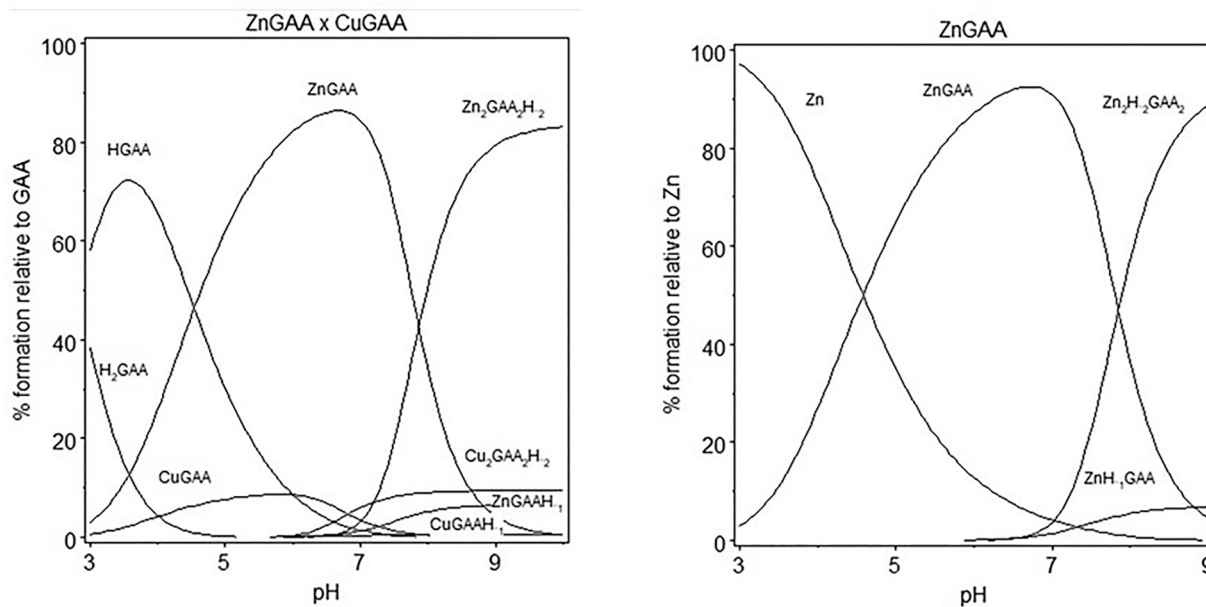 ZnGAA x CuGAA
% formation relative to GAA
100
80
60
40
20
0
3
5
7
9
pH
HGAA
H₂GAA
ZnGAA
CuGAA
Zn₂GAA₂H₋₂
Cu₂GAA₂H₋₂
ZnGAAH₋₁
CuGAAH₋₁
ZnGAA
% formation relative to Zn
100
80
60
40
20
0
3
5
7
9
pH
Zn
ZnGAA
Zn₂H₋₂GAA₂
ZnH₋₁GAA